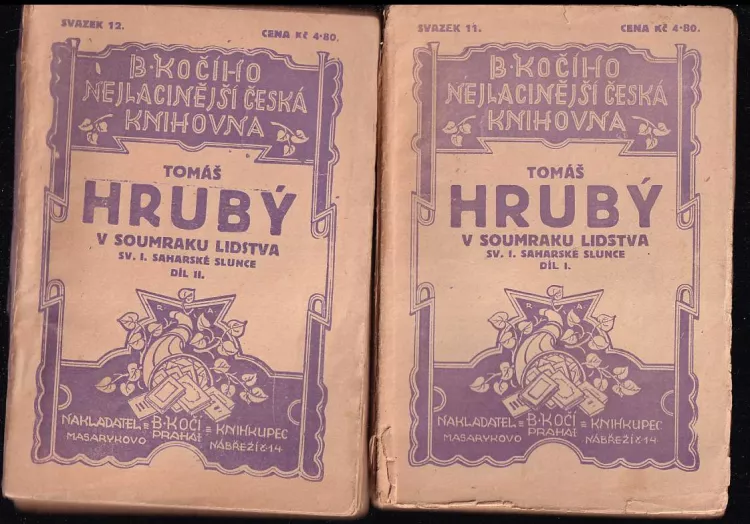 SVAZEK 12.
CENA KČ 4·80.
B·KOČÍHO
NEJLACINĚJŠÍ ČESKÁ
KNIHOVNA
TOMÁŠ
HRUBÝ
V SOUMRAKU LIDSTVA
SV. I. SAHARSKÉ SLUNCE
DÍL II.
R A
NAKLADATEL = B·KOČÍ = KNIHKUPEC
MASARYKOVO PRAHA NÁBŘEŽÍ Č·14
SVAZEK 11.
CENA KČ 4·80.
B·KOČÍHO
NEJLACINĚJŠÍ ČESKÁ
KNIHOVNA
TOMÁŠ
HRUBÝ
V SOUMRAKU LIDSTVA
SV. I. SAHARSKÉ SLUNCE
DÍL I.
R A
NAKLADATEL = B·KOČÍ = KNIHKUPEC
MASARYKOVO PRAHA NÁBŘEŽÍ Č·14